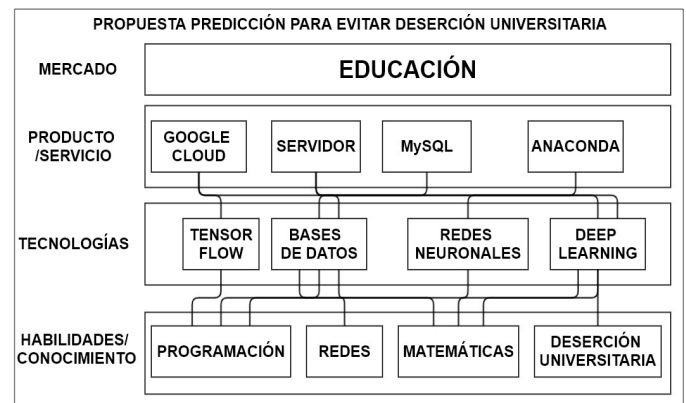 PROPUESTA PREDICCIÓN PARA EVITAR DESERCIÓN UNIVERSITARIA
MERCADO
EDUCACIÓN
PRODUCTO
/SERVICIO
GOOGLE
CLOUD
SERVIDOR
MySQL
ANACONDA
TECNOLOGÍAS
TENSOR
FLOW
BASES
DE DATOS
REDES
NEURONALES
DEEP
LEARNING
HABILIDADES/
CONOCIMIENTO
PROGRAMACIÓN
REDES
MATEMÁTICAS
DESERCIÓN
UNIVERSITARIA